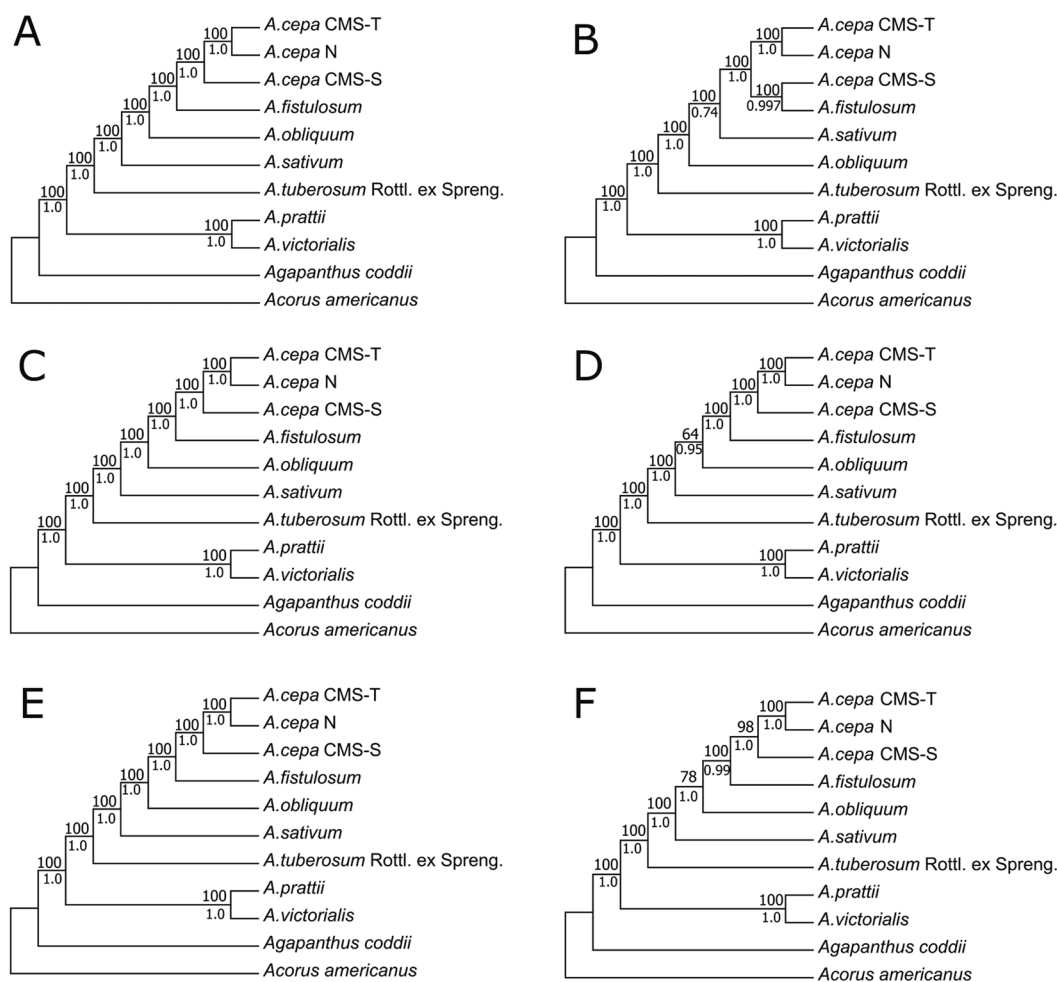 A
A.cepa CMS-T
100
1.0
A.cepa N
100
1.0
A.cepa CMS-S
100
1.0
A.fistulosum
100
1.0
A.obliquum
100
1.0
A.sativum
100
1.0
A.tuberosum Rottl. ex Spreng.
100
1.0
A.prattii
100
1.0
A.victorialis
Agapanthus coddii
Acorus americanus
B
A.cepa CMS-T
100
1.0
A.cepa N
100
1.0
A.cepa CMS-S
100
0.997
A.fistulosum
100
0.74
A.sativum
100
1.0
A.obliquum
100
1.0
A.tuberosum Rottl. ex Spreng.
100
1.0
A.prattii
100
1.0
A.victorialis
Agapanthus coddii
Acorus americanus
C
A.cepa CMS-T
100
1.0
A.cepa N
100
1.0
A.cepa CMS-S
100
1.0
A.fistulosum
100
1.0
A.obliquum
100
1.0
A.sativum
100
1.0
A.tuberosum Rottl. ex Spreng.
100
1.0
A.prattii
100
1.0
A.victorialis
Agapanthus coddii
Acorus americanus
D
A.cepa CMS-T
100
1.0
A.cepa N
100
1.0
A.cepa CMS-S
100
1.0
A.fistulosum
64
0.95
A.obliquum
100
1.0
A.sativum
100
1.0
A.tuberosum Rottl. ex Spreng.
100
1.0
A.prattii
100
1.0
A.victorialis
Agapanthus coddii
Acorus americanus
E
A.cepa CMS-T
100
1.0
A.cepa N
100
1.0
A.cepa CMS-S
100
1.0
A.fistulosum
100
1.0
A.obliquum
100
1.0
A.sativum
100
1.0
A.tuberosum Rottl. ex Spreng.
100
1.0
A.prattii
100
1.0
A.victorialis
Agapanthus coddii
Acorus americanus
F
A.cepa CMS-T
100
1.0
A.cepa N
98
1.0
A.cepa CMS-S
100
0.99
A.fistulosum
78
1.0
A.obliquum
100
1.0
A.sativum
100
1.0
A.tuberosum Rottl. ex Spreng.
100
1.0
A.prattii
100
1.0
A.victorialis
Agapanthus coddii
Acorus americanus